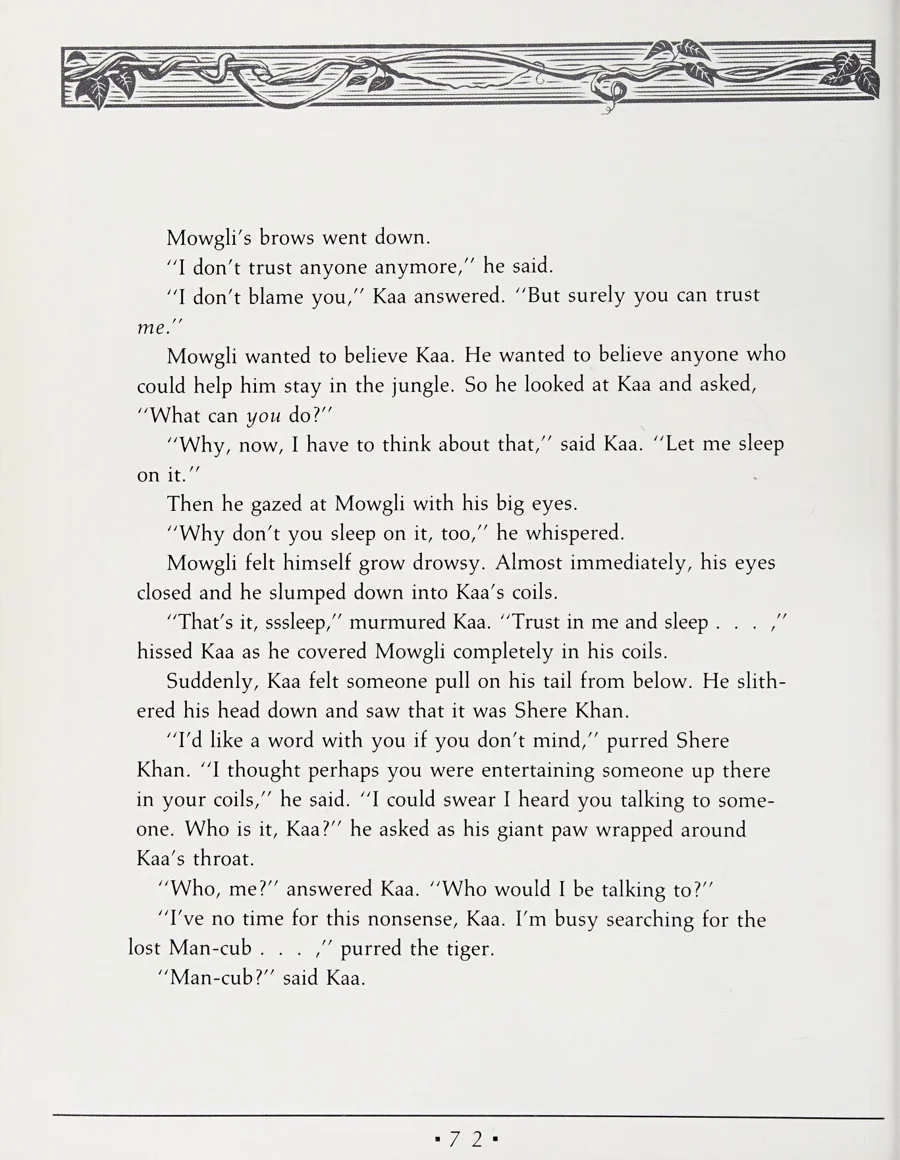 Mowgli's brows went down.
"I don't trust anyone anymore," he said.
"I don't blame you," Kaa answered. "But surely you can trust
me."
Mowgli wanted to believe Kaa. He wanted to believe anyone who
could help him stay in the jungle. So he looked at Kaa and asked,
"What can you do?"
"Why, now, I have to think about that," said Kaa. "Let me sleep
on it."
Then he gazed at Mowgli with his big eyes.
"Why don't you sleep on it, too," he whispered.
Mowgli felt himself grow drowsy. Almost immediately, his eyes
closed and he slumped down into Kaa's coils.
"That's it, sssleep," murmured Kaa. "Trust in me and sleep . . . ,"
hissed Kaa as he covered Mowgli completely in his coils.
Suddenly, Kaa felt someone pull on his tail from below. He slith-
ered his head down and saw that it was Shere Khan.
"I'd like a word with you if you don't mind," purred Shere
Khan. "I thought perhaps you were entertaining someone up there
in your coils," he said. "I could swear I heard you talking to some-
one. Who is it, Kaa?" he asked as his giant paw wrapped around
Kaa's throat.
"Who, me?" answered Kaa. "Who would I be talking to?"
"I've no time for this nonsense, Kaa. I'm busy searching for the
lost Man-cub . . . ," purred the tiger.
"Man-cub?" said Kaa.
▪ 7 2 ▪